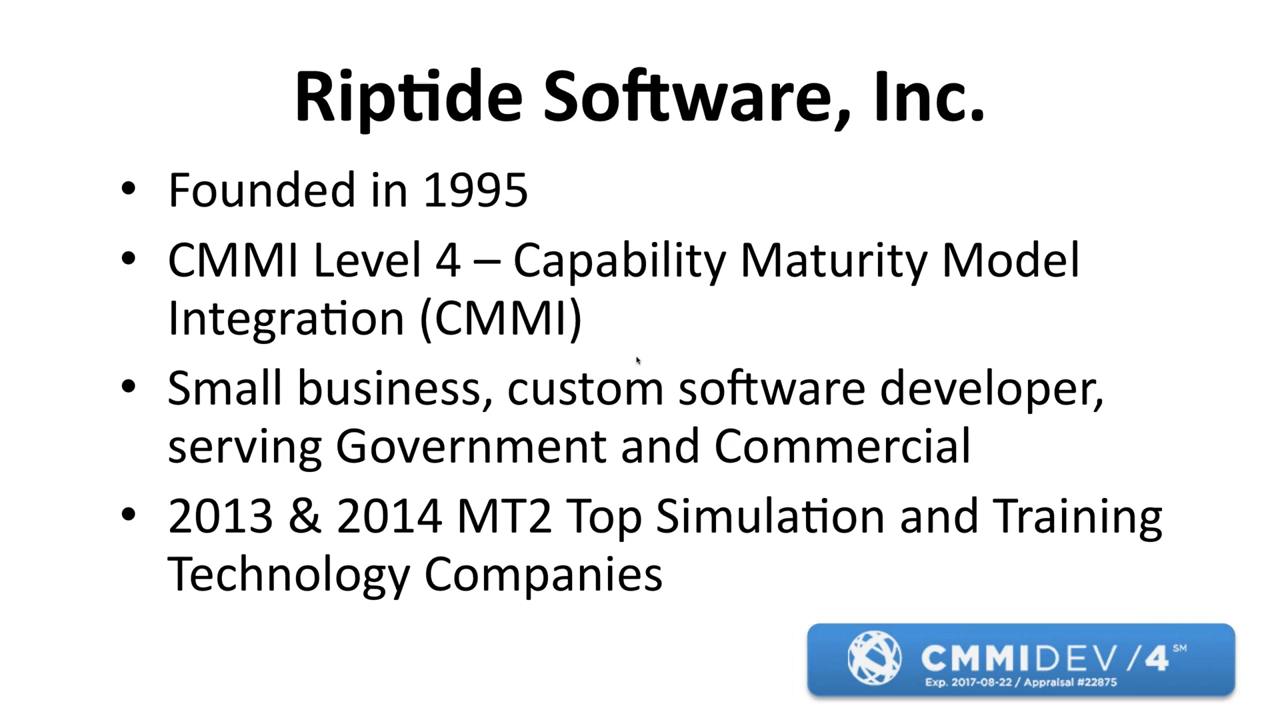 Riptide Software, Inc.
• Founded in 1995
• CMMI Level 4 – Capability Maturity Model
Integration (CMMI)
• Small business, custom software developer,
serving Government and Commercial
• 2013 & 2014 MT2 Top Simulation and Training
Technology Companies
CMMIDEV/4℠
Exp. 2017-08-22 / Appraisal #22875